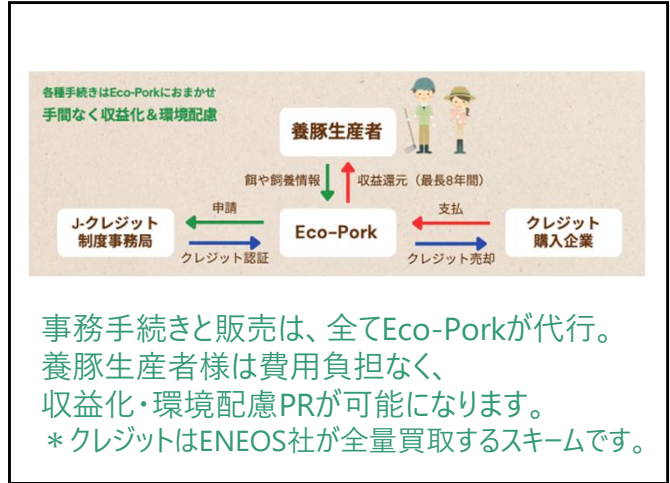 各種手続きはEco-Porkにおまかせ
手間なく収益化&環境配慮
養豚生産者
餌や飼養情報
収益還元（最長8年間）
申請
支払
J-クレジット
制度事務局
Eco-Pork
クレジット
購入企業
クレジット認証
クレジット売却
事務手続きと販売は、全てEco-Porkが代行。
養豚生産者様は費用負担なく、
収益化・環境配慮PRが可能になります。
＊クレジットはENEOS社が全量買取するスキームです。